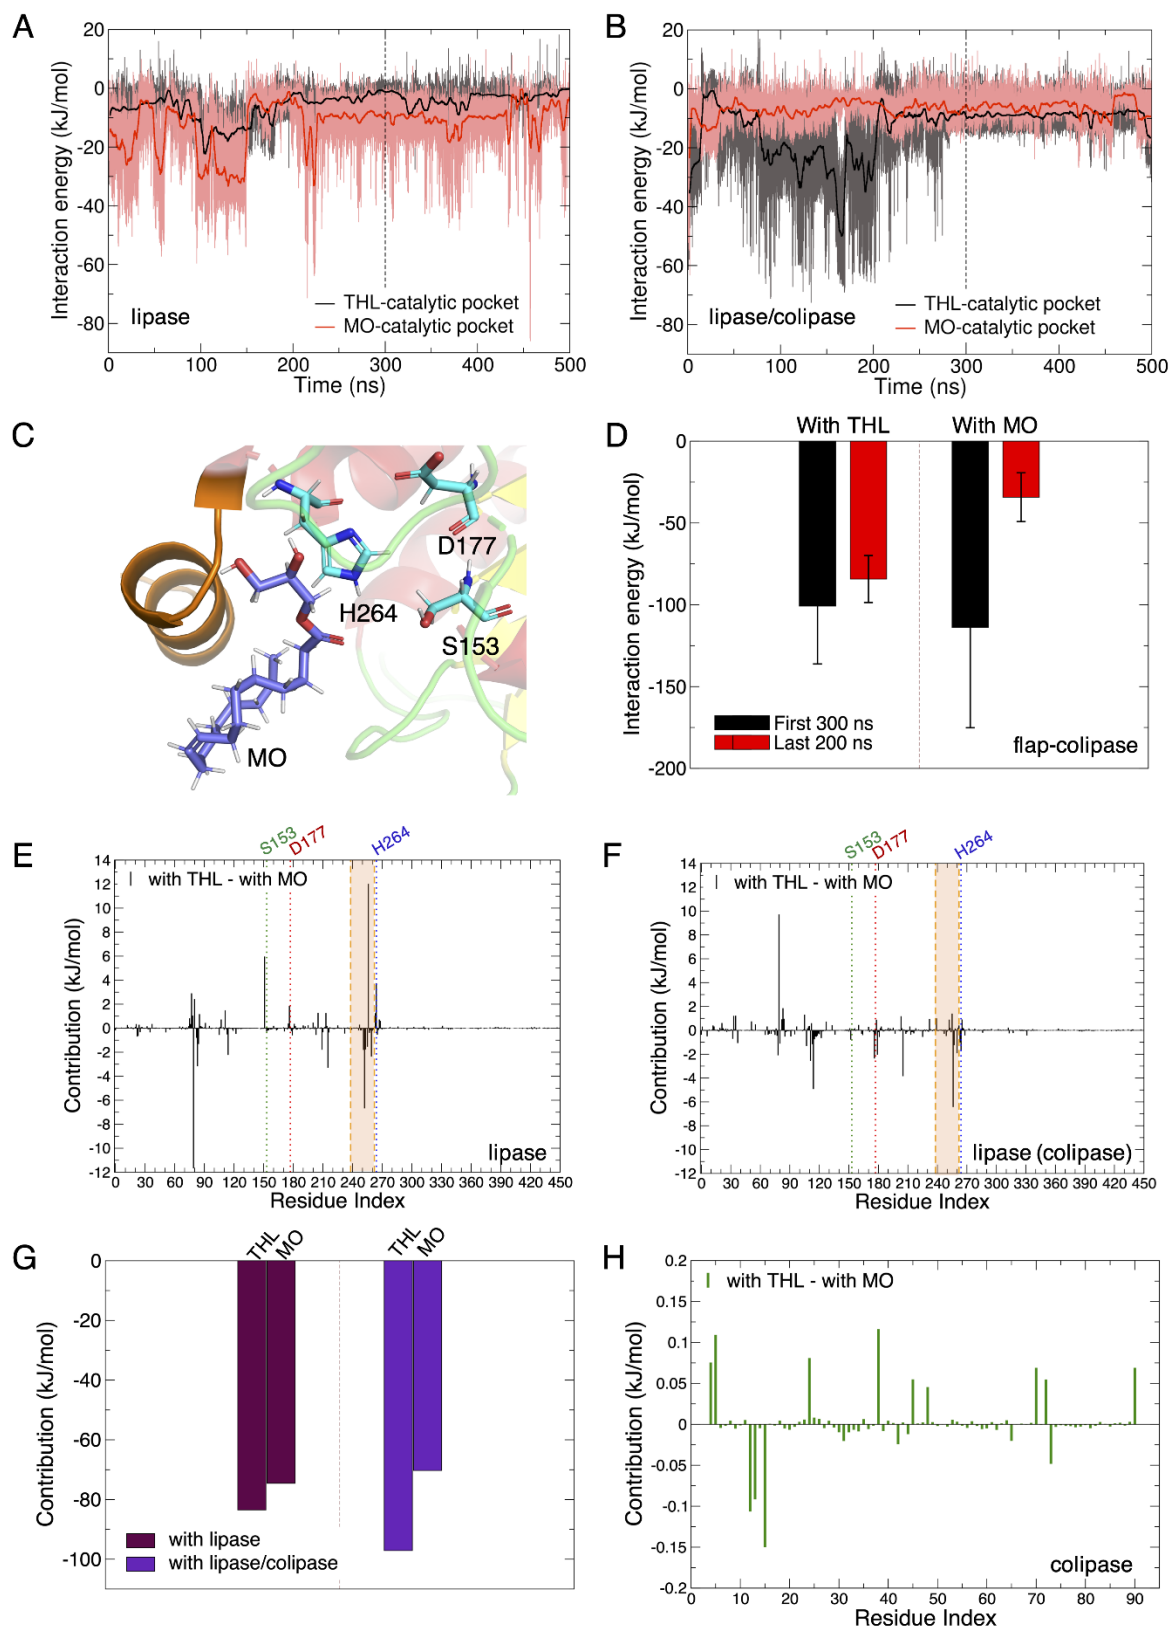 A
20
0
-20
-40
-60
-80
Interaction energy (kJ/mol)
lipase
THL-catalytic pocket
MO-catalytic pocket
0 100 200 300 400 500
Time (ns)
B
20
0
-20
-40
-60
-80
Interaction energy (kJ/mol)
lipase/colipase
THL-catalytic pocket
MO-catalytic pocket
0 100 200 300 400 500
Time (ns)
C
D177
H264
S153
MO
D
With THL With MO
0
-50
-100
-150
-200
Interaction energy (kJ/mol)
First 300 ns
Last 200 ns
flap-colipase
E
S153 D177 H264
14
12
10
8
6
4
2
0
-2
-4
-6
-8
-10
-12
Contribution (kJ/mol)
with THL - with MO
lipase
0 30 60 90 120 150 180 210 240 270 300 330 360 390 420 450
Residue Index
F
S153 D177 H264
14
12
10
8
6
4
2
0
-2
-4
-6
-8
-10
-12
Contribution (kJ/mol)
with THL - with MO
lipase (colipase)
0 30 60 90 120 150 180 210 240 270 300 330 360 390 420 450
Residue Index
G
THL MO THL MO
0
-20
-40
-60
-80
-100
Contribution (kJ/mol)
with lipase
with lipase/colipase
H
0.2
0.15
0.1
0.05
0
-0.05
-0.1
-0.15
-0.2
Contribution (kJ/mol)
with THL - with MO
colipase
0 10 20 30 40 50 60 70 80 90
Residue Index